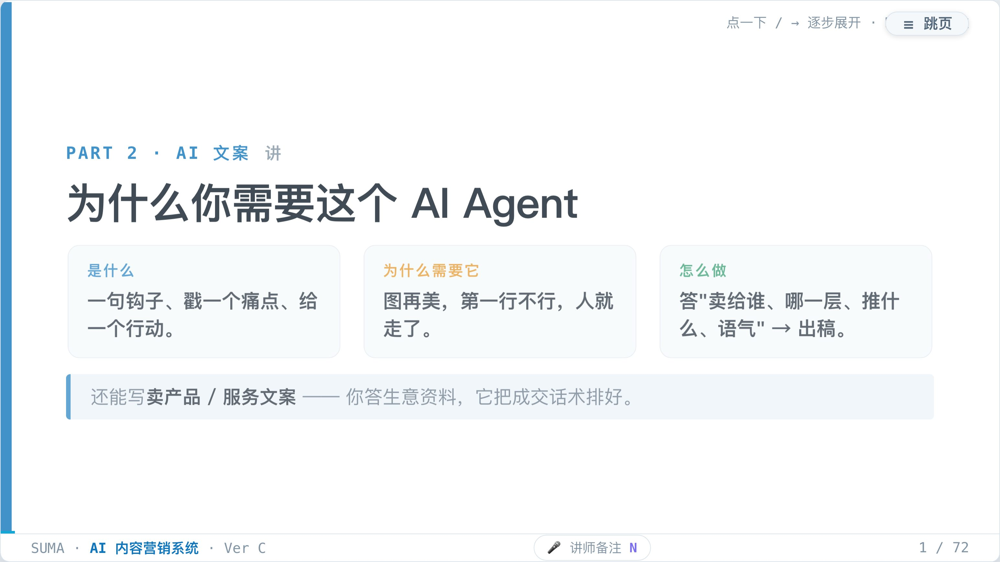 点一下 / → 逐步展开 ·
≡ 跳页
PART 2 · AI 文案 讲
为什么你需要这个 AI Agent
是什么
一句钩子、戳一个痛点、给
一个行动。
为什么需要它
图再美，第一行不行，人就
走了。
怎么做
答"卖给谁、哪一层、推什
么、语气" → 出稿。
还能写卖产品 / 服务文案 —— 你答生意资料，它把成交话术排好。
SUMA · AI 内容营销系统 · Ver C
讲师备注 N
1 / 72